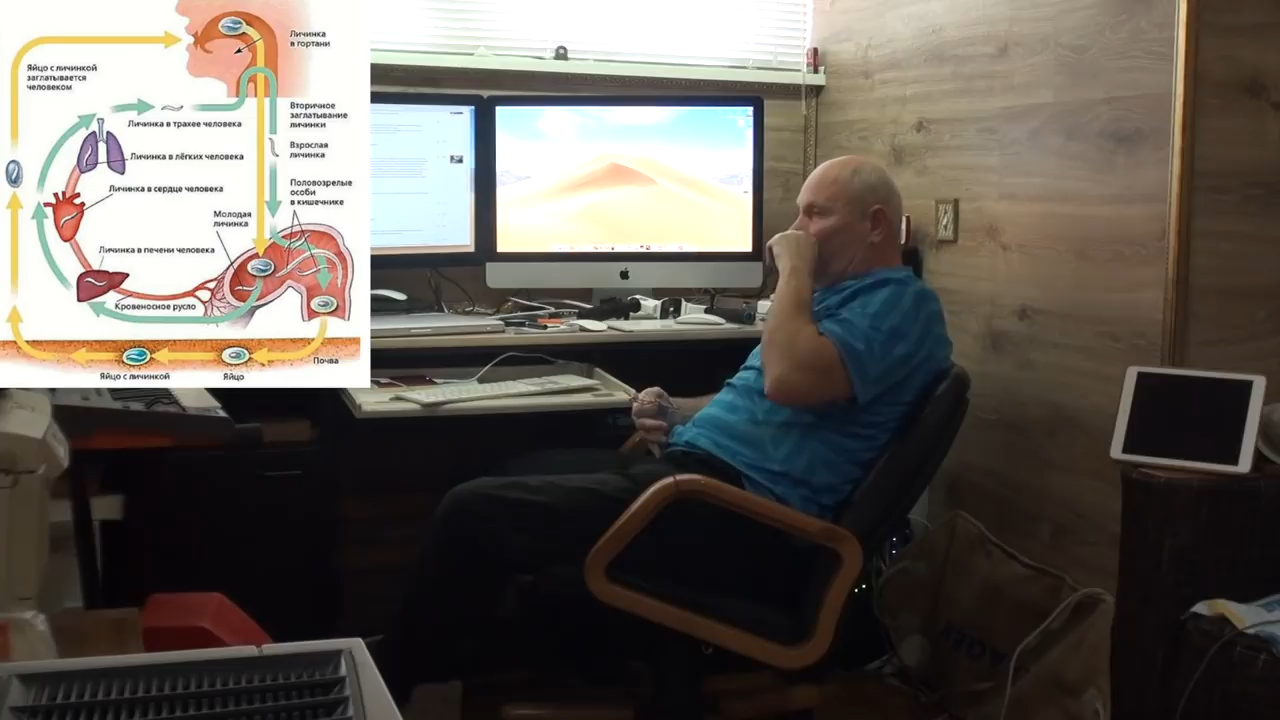 Личинка
в гортани
Яйцо с личинкой
заглатывается
человеком
Вторичное
заглатывание
личинки
Личинка в трахее человека
Взрослая
личинка
Личинка в лёгких человека
Половозрелые
особи
в кишечнике
Личинка в сердце человека
Молодая
личинка
Личинка в печени человека
Кровеносное русло
Почва
Яйцо с личинкой
Яйцо